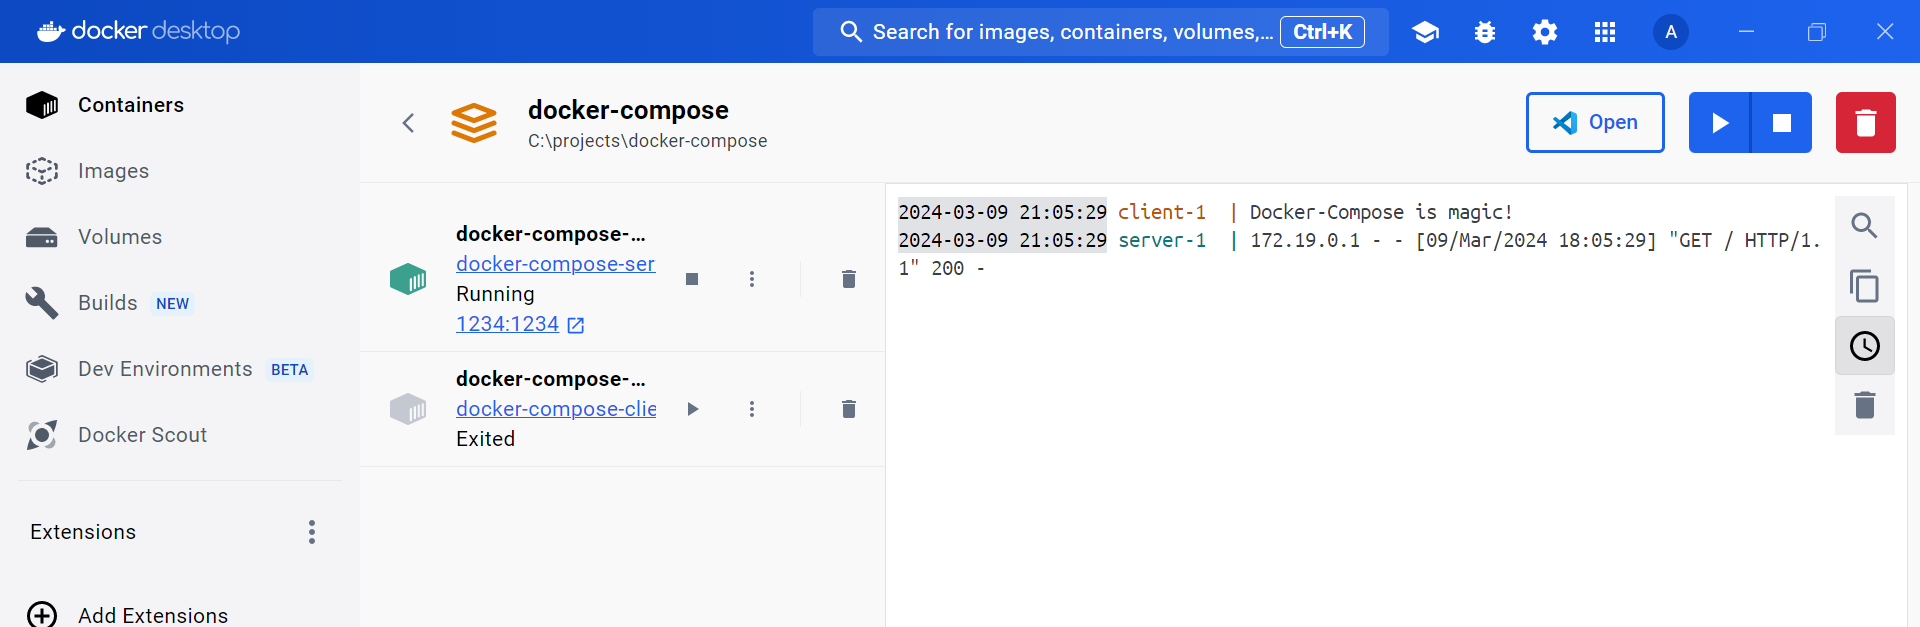 docker desktop
Search for images, containers, volumes,... Ctrl+K
A
Containers
Images
Volumes
Builds NEW
Dev Environments BETA
Docker Scout
Extensions
Add Extensions
docker-compose
C:\projects\docker-compose
Open
docker-compose-...
docker-compose-ser
Running
1234:1234
docker-compose-...
docker-compose-clie
Exited
2024-03-09 21:05:29 client-1 | Docker-Compose is magic!
2024-03-09 21:05:29 server-1 | 172.19.0.1 - - [09/Mar/2024 18:05:29] "GET / HTTP/1.
1" 200 -